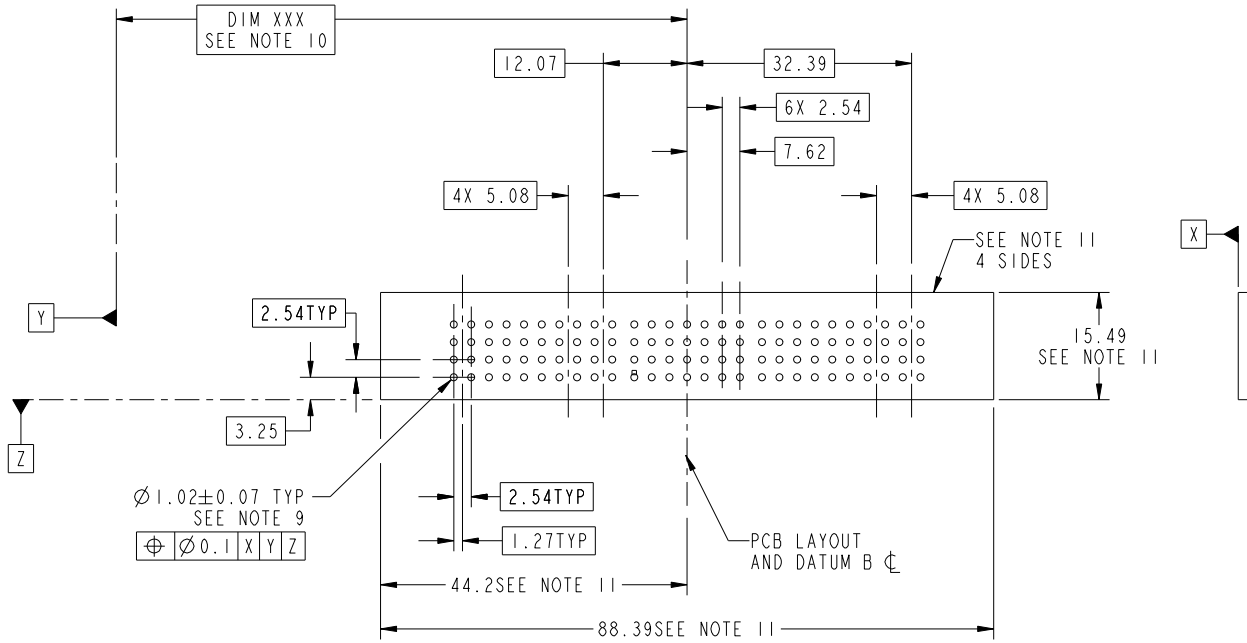 DIM XXX
SEE NOTE 10
12.07
32.39
6X 2.54
7.62
4X 5.08
4X 5.08
X
SEE NOTE 11
4 SIDES
Y
2.54TYP
15.49
SEE NOTE 11
3.25
Z
Ø1.02±0.07 TYP
SEE NOTE 9
⌖ Ø0.1 X Y Z
2.54TYP
1.27TYP
PCB LAYOUT
AND DATUM B ℄
44.2SEE NOTE 11
88.39SEE NOTE 11